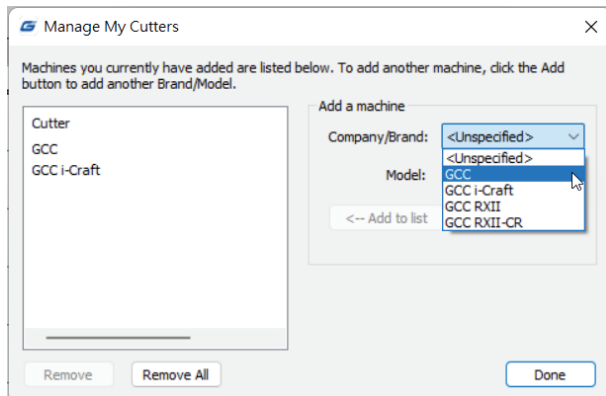 Manage My Cutters
Machines you currently have added are listed below. To add another machine, click the Add
button to add another Brand/Model.
Cutter
GCC
GCC i-Craft
Add a machine
Company/Brand: <Unspecified>
<Unspecified>
GCC
Model:
GCC i-Craft
GCC RXII
GCC RXII-CR
<-- Add to list
Remove
Remove All
Done